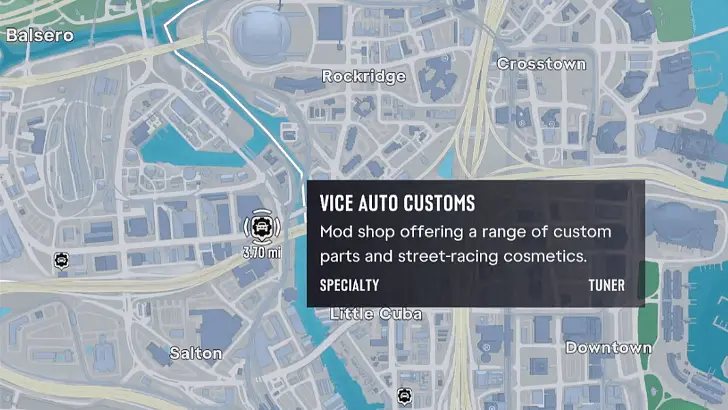 Balsero
Crosstown
Rockridge
VICE AUTO CUSTOMS
Mod shop offering a range of custom
parts and street-racing cosmetics.
3.70 mi
SPECIALTY TUNER
Little Cuba
Salton
Downtown